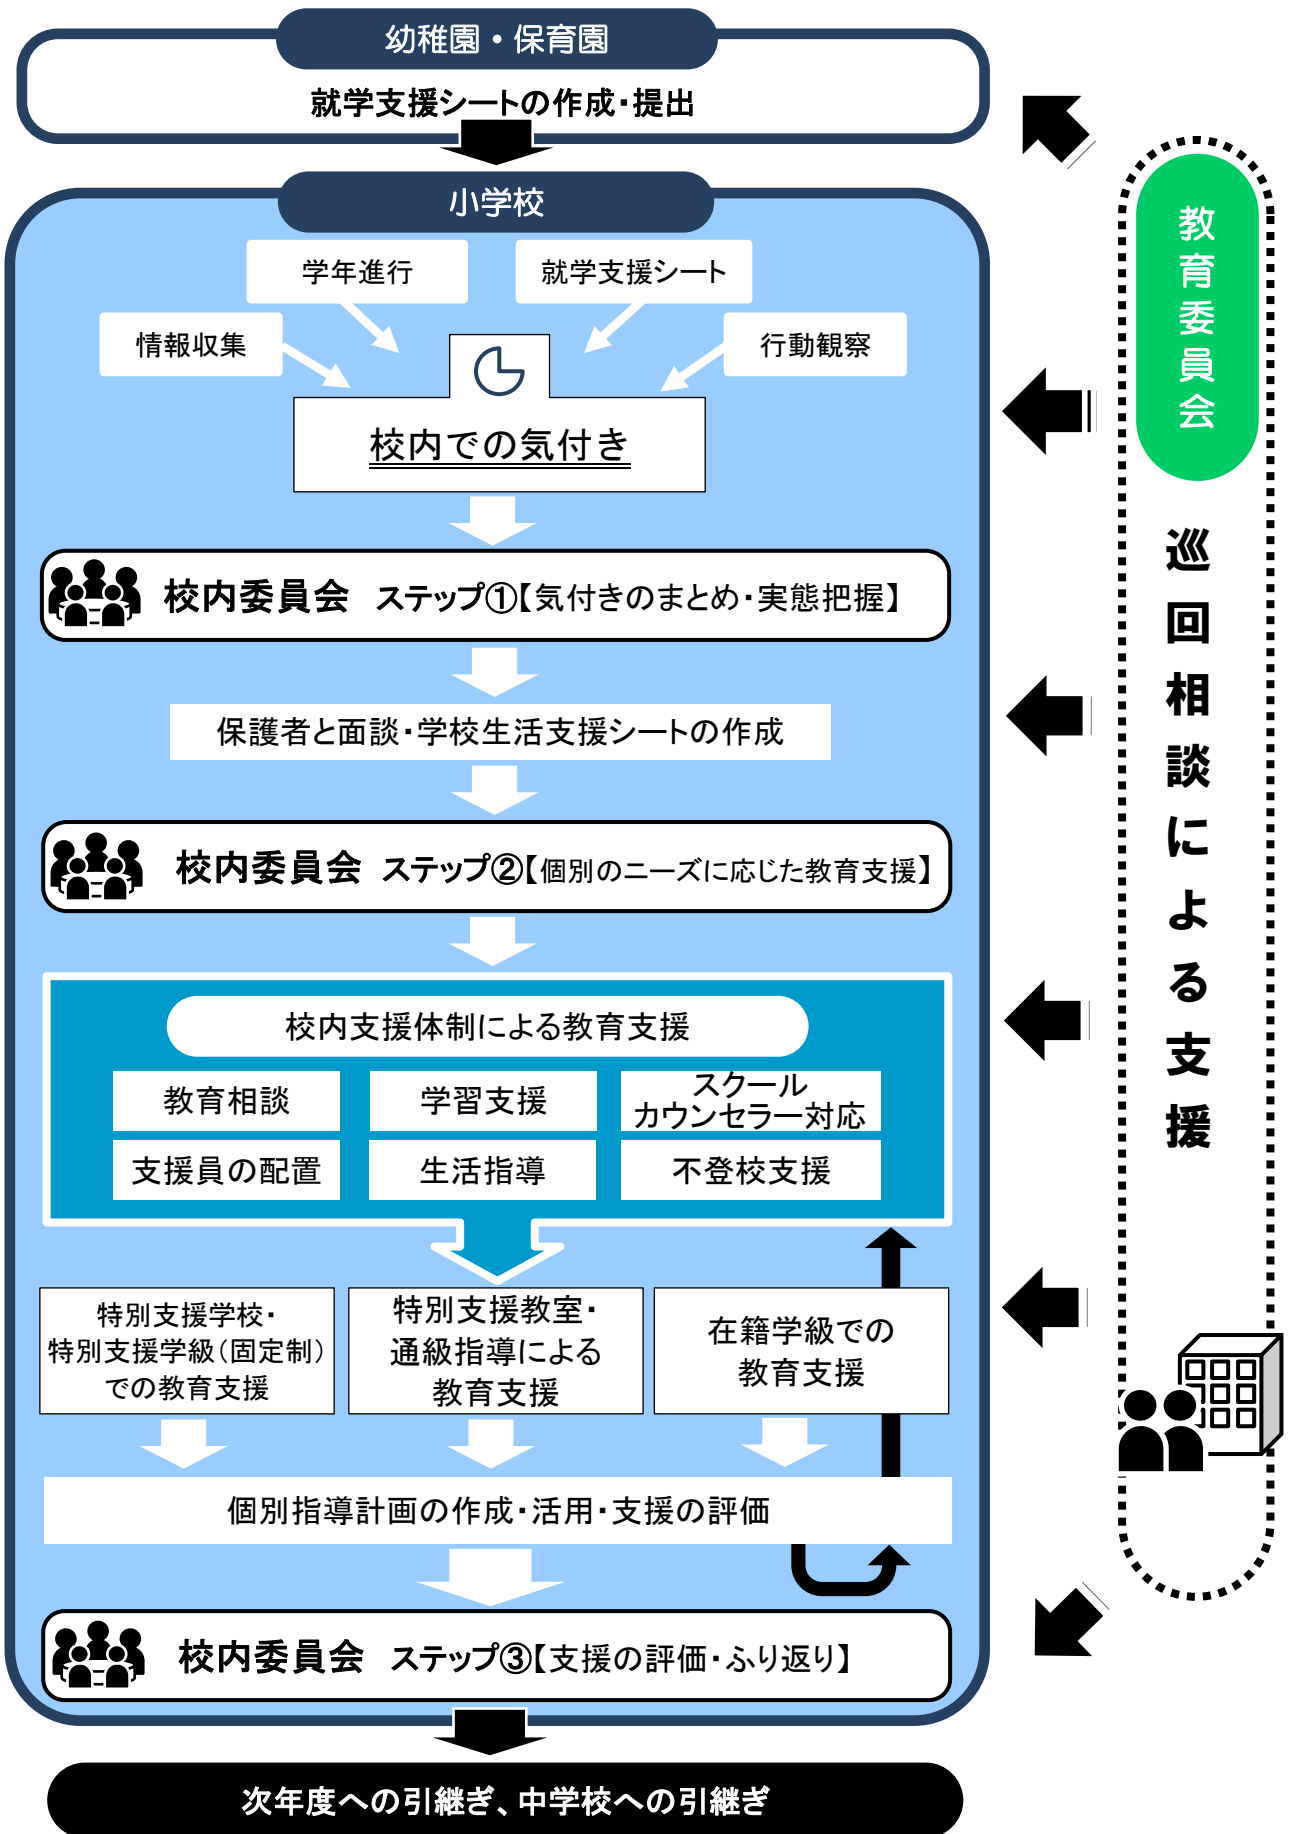 幼稚園・保育園
就学支援シートの作成・提出
小学校
学年進行
就学支援シート
情報収集
行動観察
校内での気付き
校内委員会 ステップ①【気付きのまとめ・実態把握】
保護者と面談・学校生活支援シートの作成
校内委員会 ステップ②【個別のニーズに応じた教育支援】
校内支援体制による教育支援
教育相談
学習支援
スクール
カウンセラー対応
支援員の配置
生活指導
不登校支援
特別支援学校・
特別支援学級（固定制）
での教育支援
特別支援教室・
通級指導による
教育支援
在籍学級での
教育支援
個別指導計画の作成・活用・支援の評価
校内委員会 ステップ③【支援の評価・ふり返り】
次年度への引継ぎ、中学校への引継ぎ
教育委員会
巡回相談による支援